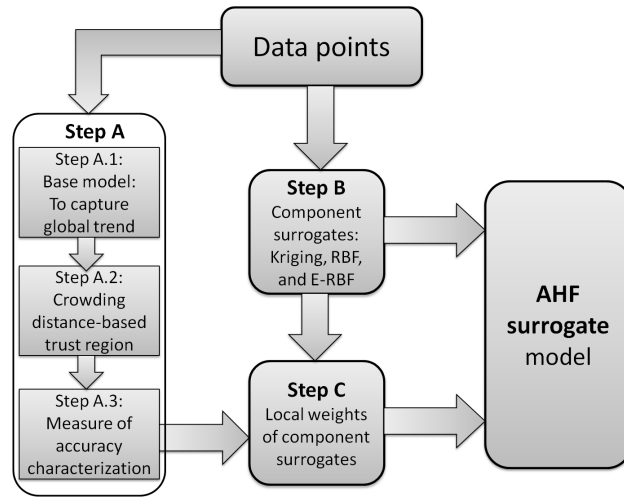 Data points
Step A
Step A.1:
Base model:
To capture
global trend
Step A.2:
Crowding
distance-based
trust region
Step A.3:
Measure of
accuracy
characterization
Step B
Component
surrogates:
Kriging, RBF,
and E-RBF
Step C
Local weights
of component
surrogates
AHF
surrogate
model